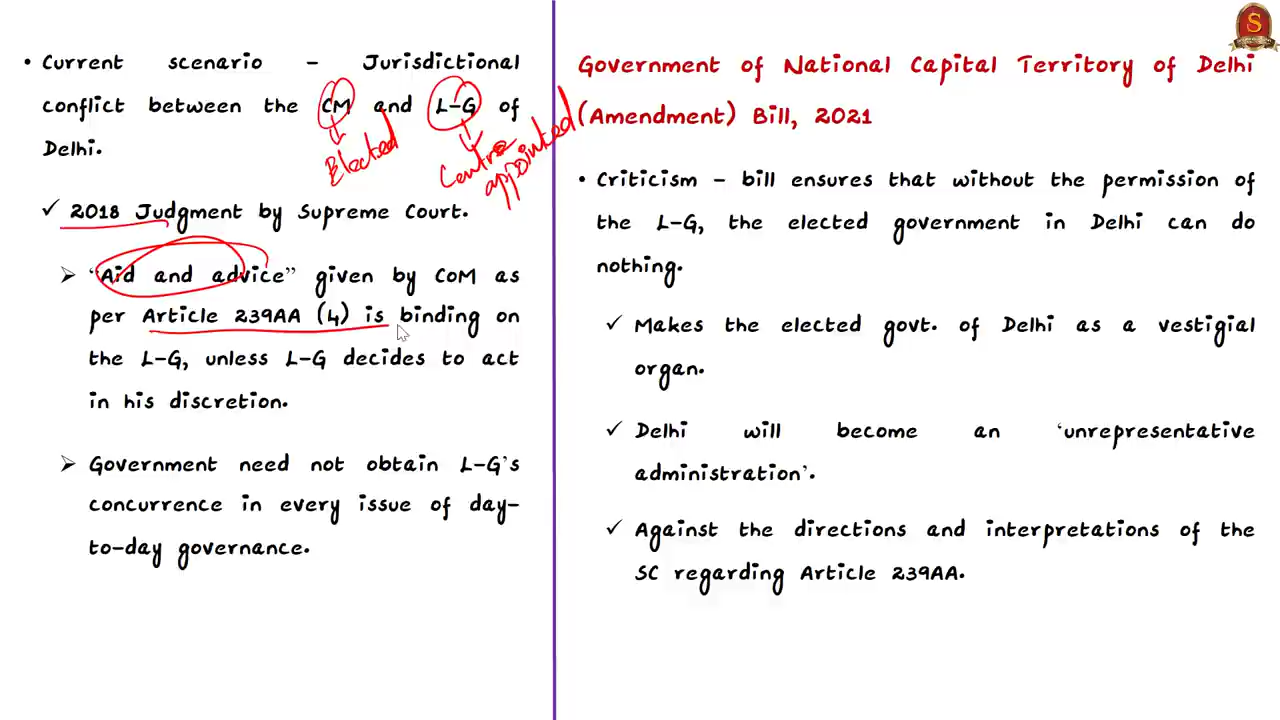 • Current scenario – Jurisdictional
conflict between the CM and L-G of
Delhi.
Elected
Centre
appointed
✓ 2018 Judgment by Supreme Court.
➢ “Aid and advice” given by CoM as
per Article 239AA (4) is binding on
the L-G, unless L-G decides to act
in his discretion.
➢ Government need not obtain L-G's
concurrence in every issue of day-
to-day governance.
Government of National Capital Territory of Delhi
(Amendment) Bill, 2021
• Criticism – bill ensures that without the permission of
the L-G, the elected government in Delhi can do
nothing.
✓ Makes the elected govt. of Delhi as a vestigial
organ.
✓ Delhi will become an ‘unrepresentative
administration’.
✓ Against the directions and interpretations of the
SC regarding Article 239AA.
S